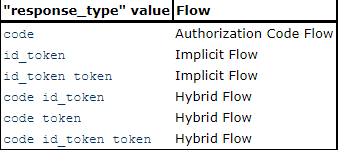 "response_type" value Flow
code Authorization Code Flow
id_token Implicit Flow
id_token token Implicit Flow
code id_token Hybrid Flow
code token Hybrid Flow
code id_token token Hybrid Flow